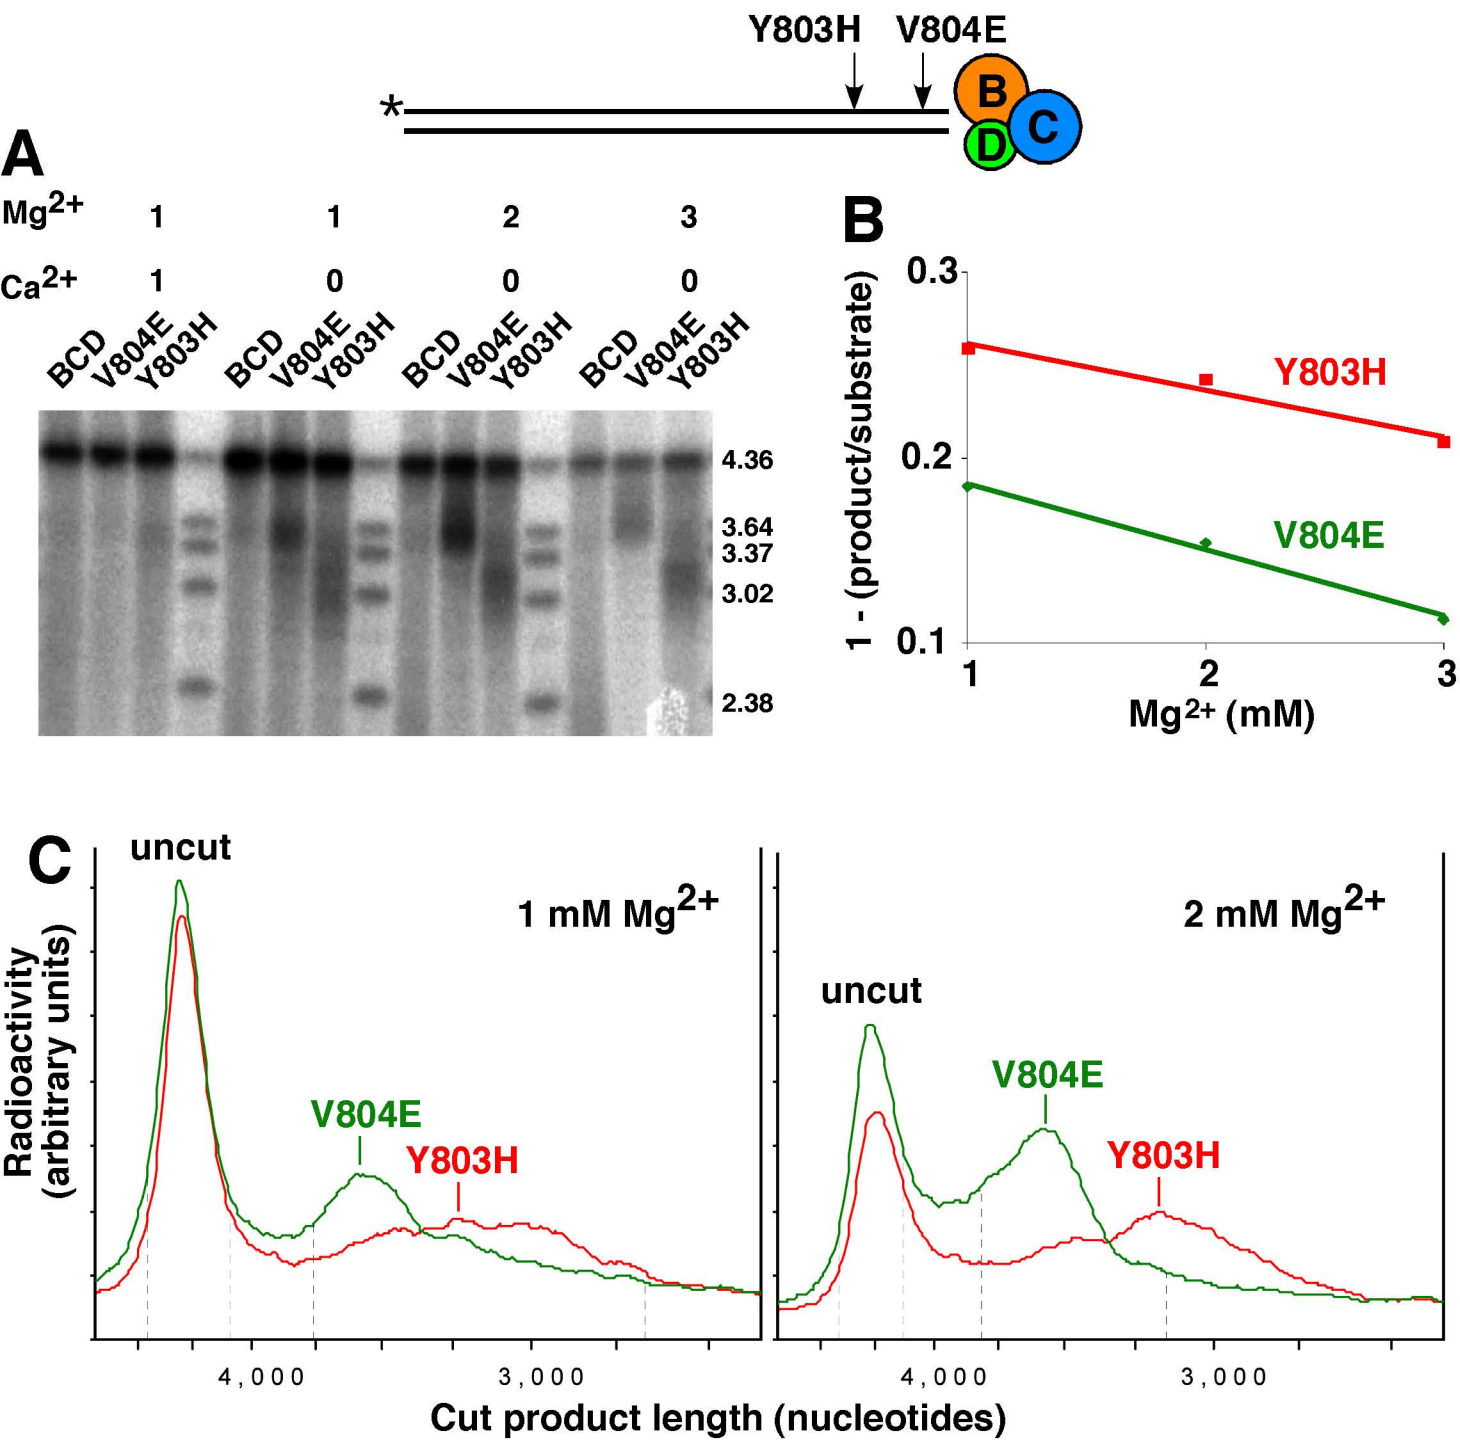 Y803H V804E
*
B
D C
A
Mg2+ 1 1 2 3
Ca2+ 1 0 0 0
BCD V804E Y803H BCD V804E Y803H BCD V804E Y803H BCD V804E Y803H
4.36
3.64
3.37
3.02
2.38
B
1 - (product/substrate)
0.3
0.2
0.1
Y803H
V804E
1 2 3
Mg2+ (mM)
C
Radioactivity
(arbitrary units)
uncut
1 mM Mg2+
V804E
Y803H
4,000 3,000
uncut
2 mM Mg2+
V804E
Y803H
4,000 3,000
Cut product length (nucleotides)